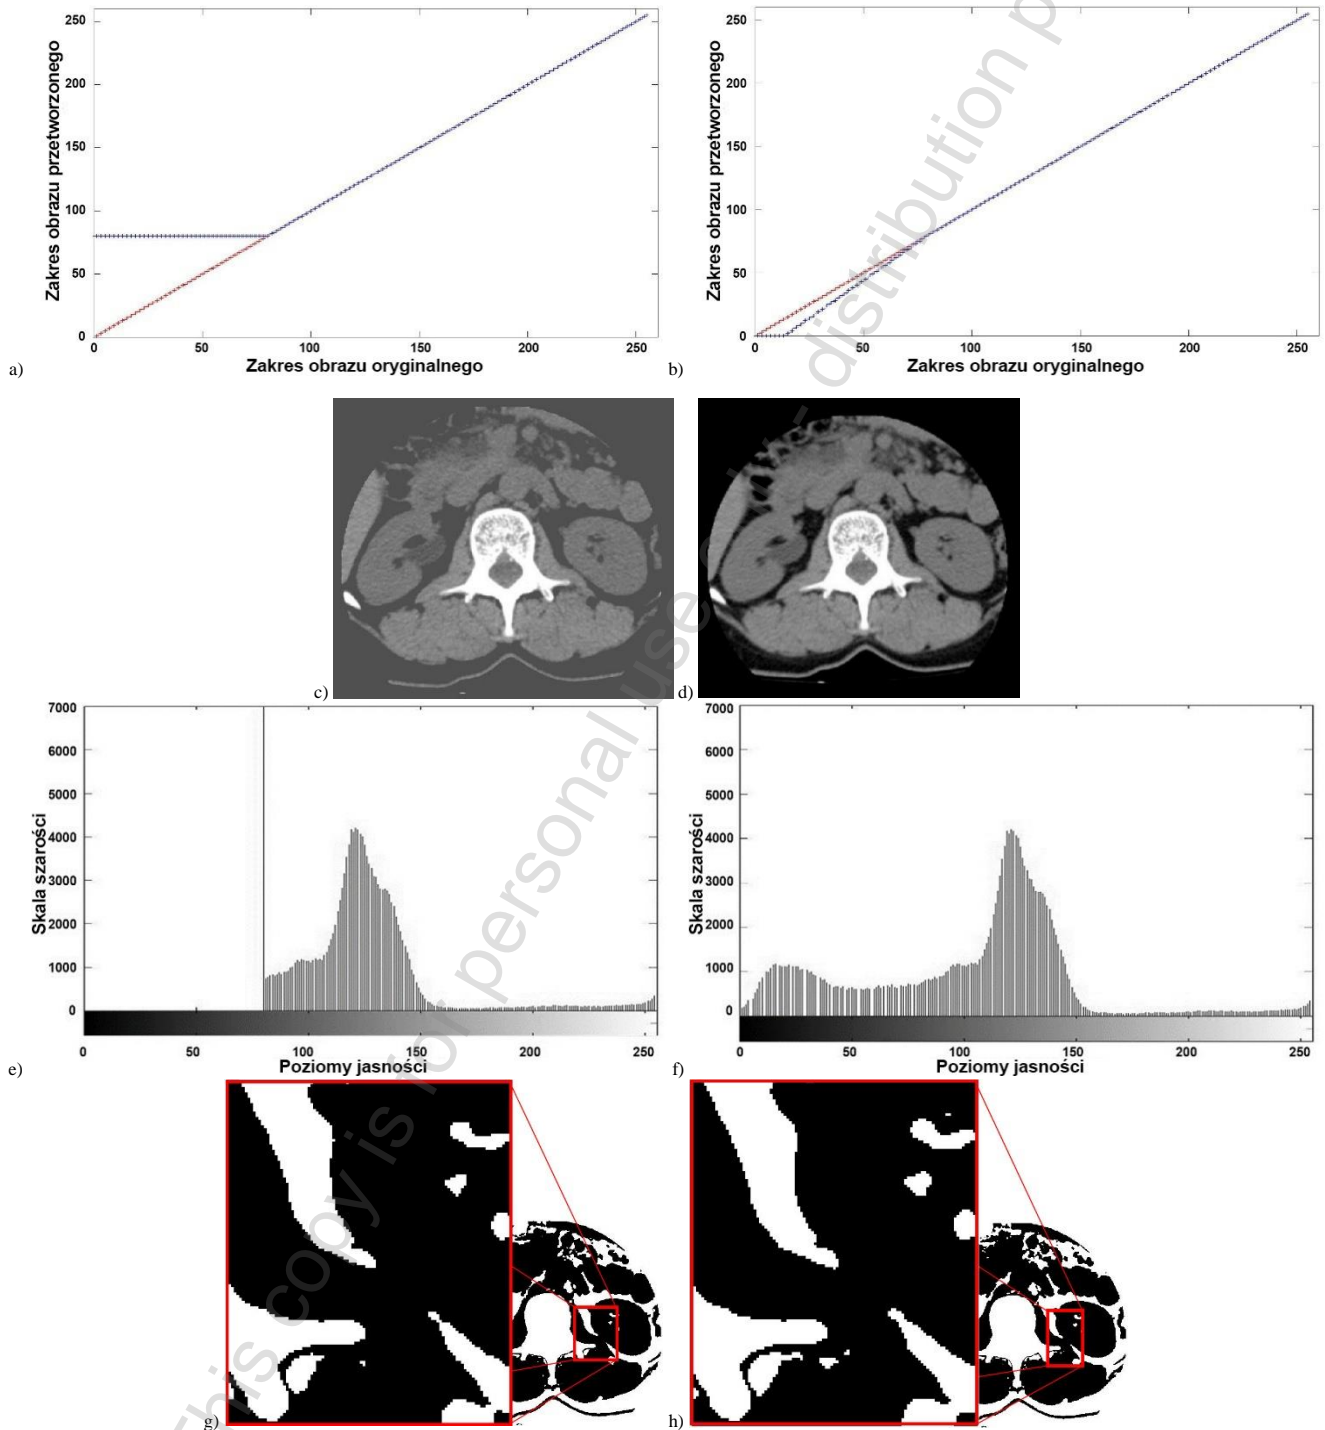 250
200
150
100
50
0
0 50 100 150 200 250
Zakres obrazu przetworzonego
Zakres obrazu oryginalnego
a)
250
200
150
100
50
0
0 50 100 150 200 250
Zakres obrazu przetworzonego
Zakres obrazu oryginalnego
b)
c)
d)
7000
6000
5000
4000
3000
2000
1000
0
Skala szarości
0 50 100 150 200 250
Poziomy jasności
e)
7000
6000
5000
4000
3000
2000
1000
0
Skala szarości
0 50 100 150 200 250
Poziomy jasności
f)
g)
h)
This copy is for personal use
distribution p